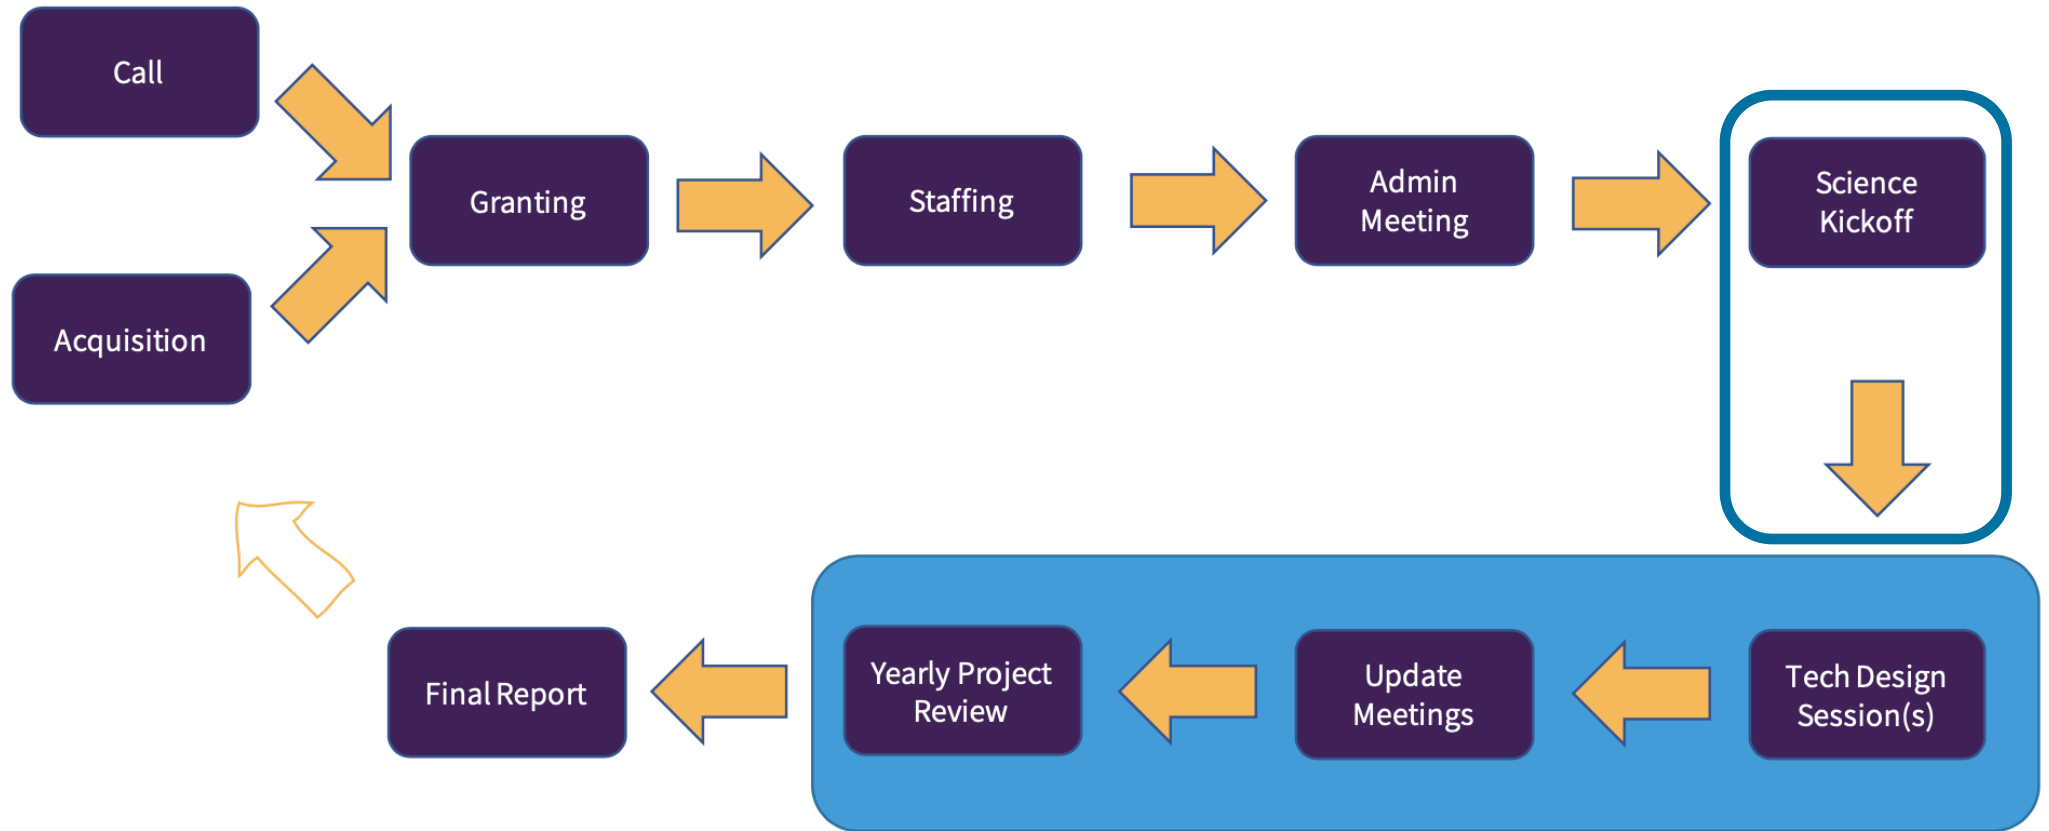 Call
Acquisition
Granting
Staffing
Admin
Meeting
Science
Kickoff
Tech Design
Session(s)
Update
Meetings
Yearly Project
Review
Final Report